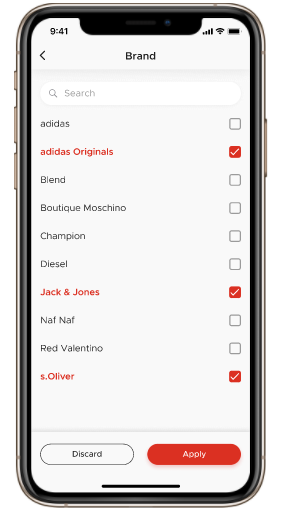 9:41
Brand
Search
adidas
adidas Originals
Blend
Boutique Moschino
Champion
Diesel
Jack & Jones
Naf Naf
Red Valentino
s.Oliver
Discard
Apply